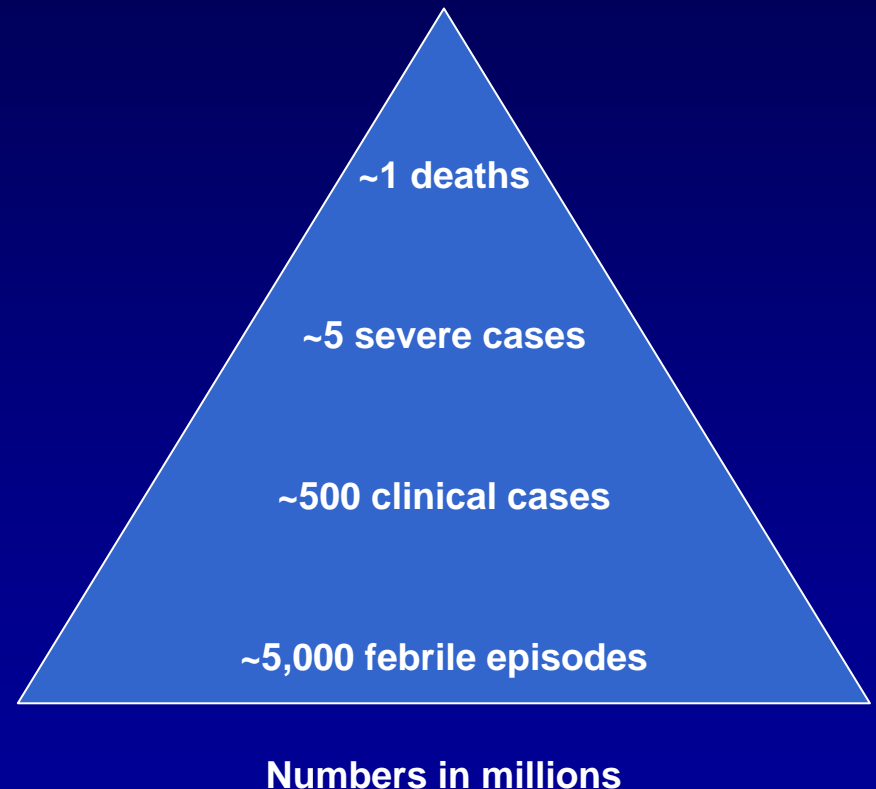 ~1 deaths
~5 severe cases
~500 clinical cases
~5,000 febrile episodes
Numbers in millions